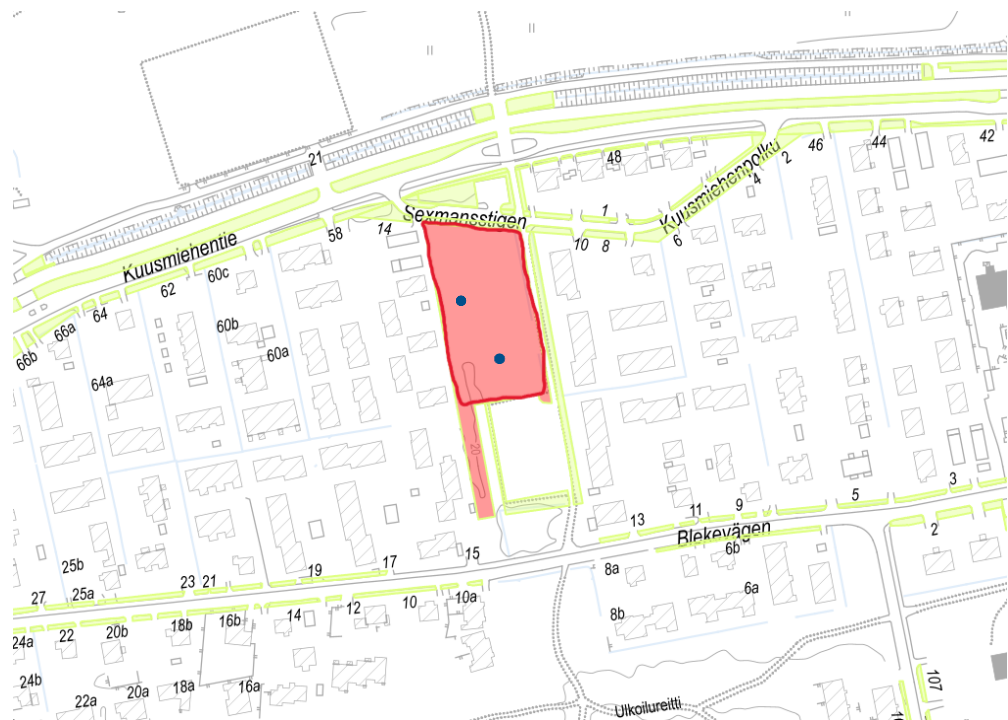 21
48
46
44
42
Kuusmiehenpolku
2
4
6
1
10
8
Sexmansstigen
14
58
Kuusmiehentie
60c
62
64
66a
66b
60b
60a
64a
20
3
5
9
11
13
Blekevägen
2
6b
15
17
19
21
23
25b
25a
27
8a
6a
8b
10a
10
12
14
16b
18b
20b
22
24a
24b
22a
20a
18a
16a
107
Ulkoilureitti